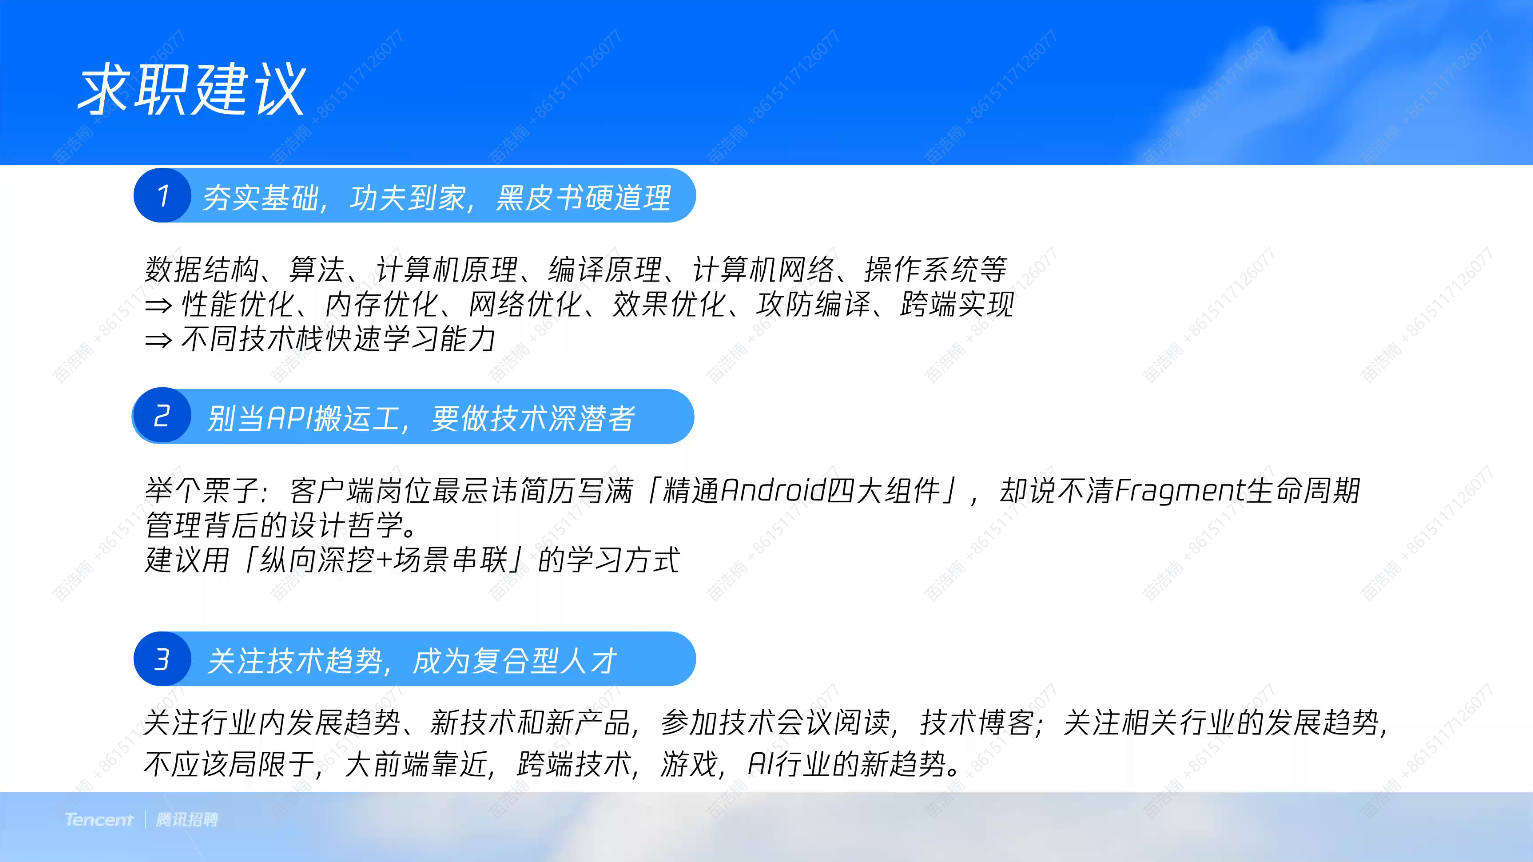 求职建议
1 夯实基础，功夫到家，黑皮书硬道理
数据结构、算法、计算机原理、编译原理、计算机网络、操作系统等
⇒ 性能优化、内存优化、网络优化、效果优化、攻防编译、跨端实现
⇒ 不同技术栈快速学习能力
2 别当API搬运工，要做技术深潜者
举个栗子：客户端岗位最忌讳简历写满「精通Android四大组件」，却说不清Fragment生命周期
管理背后的设计哲学。
建议用「纵向深挖+场景串联」的学习方式
3 关注技术趋势，成为复合型人才
关注行业内发展趋势、新技术和新产品，参加技术会议阅读，技术博客；关注相关行业的发展趋势，
不应该局限于，大前端靠近，跨端技术，游戏，AI行业的新趋势。
Tencent | 腾讯招聘
苗浩楠 +8615117126077